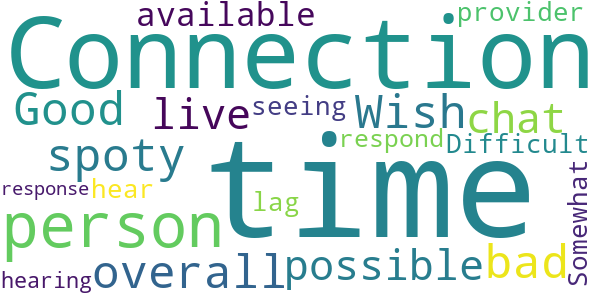 available
provider
Connection
Good
live
seeing
Wish
chat
spoty
time
respond
Difficult
response
hear
person
lag
Somewhat
hearing
overall
possible
bad